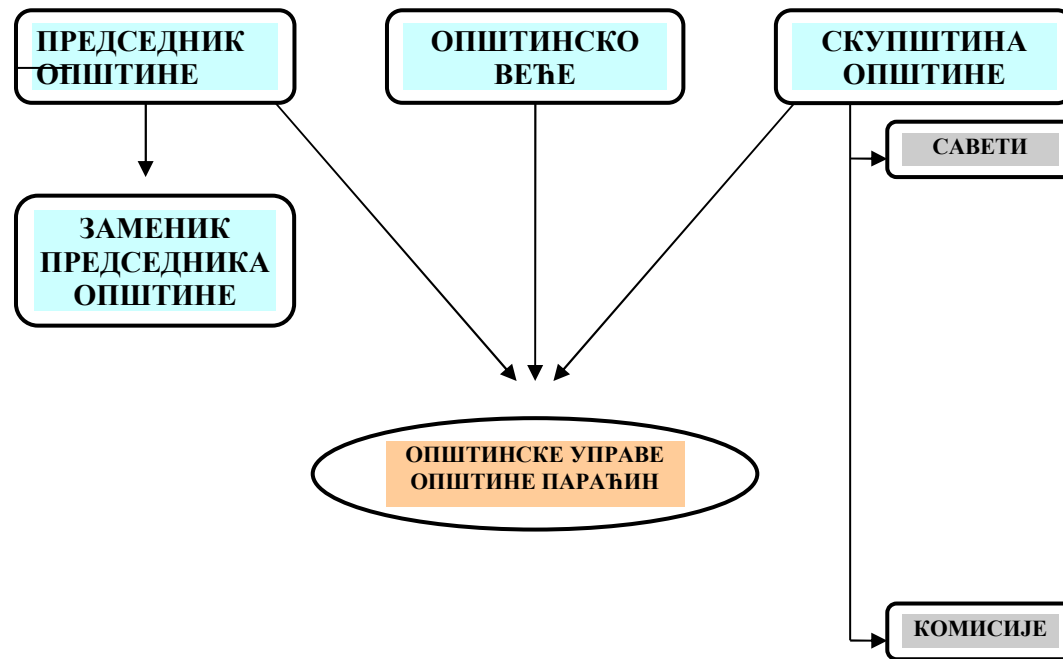 ПРЕДСЕДНИК
ОПШТИНЕ
ОПШТИНСКО
ВЕЋЕ
СКУПШТИНА
ОПШТИНЕ
САВЕТИ
ЗАМЕНИК
ПРЕДСЕДНИКА
ОПШТИНЕ
ОПШТИНСКЕ УПРАВЕ
ОПШТИНЕ ПАРАЋИН
КОМИСИЈЕ